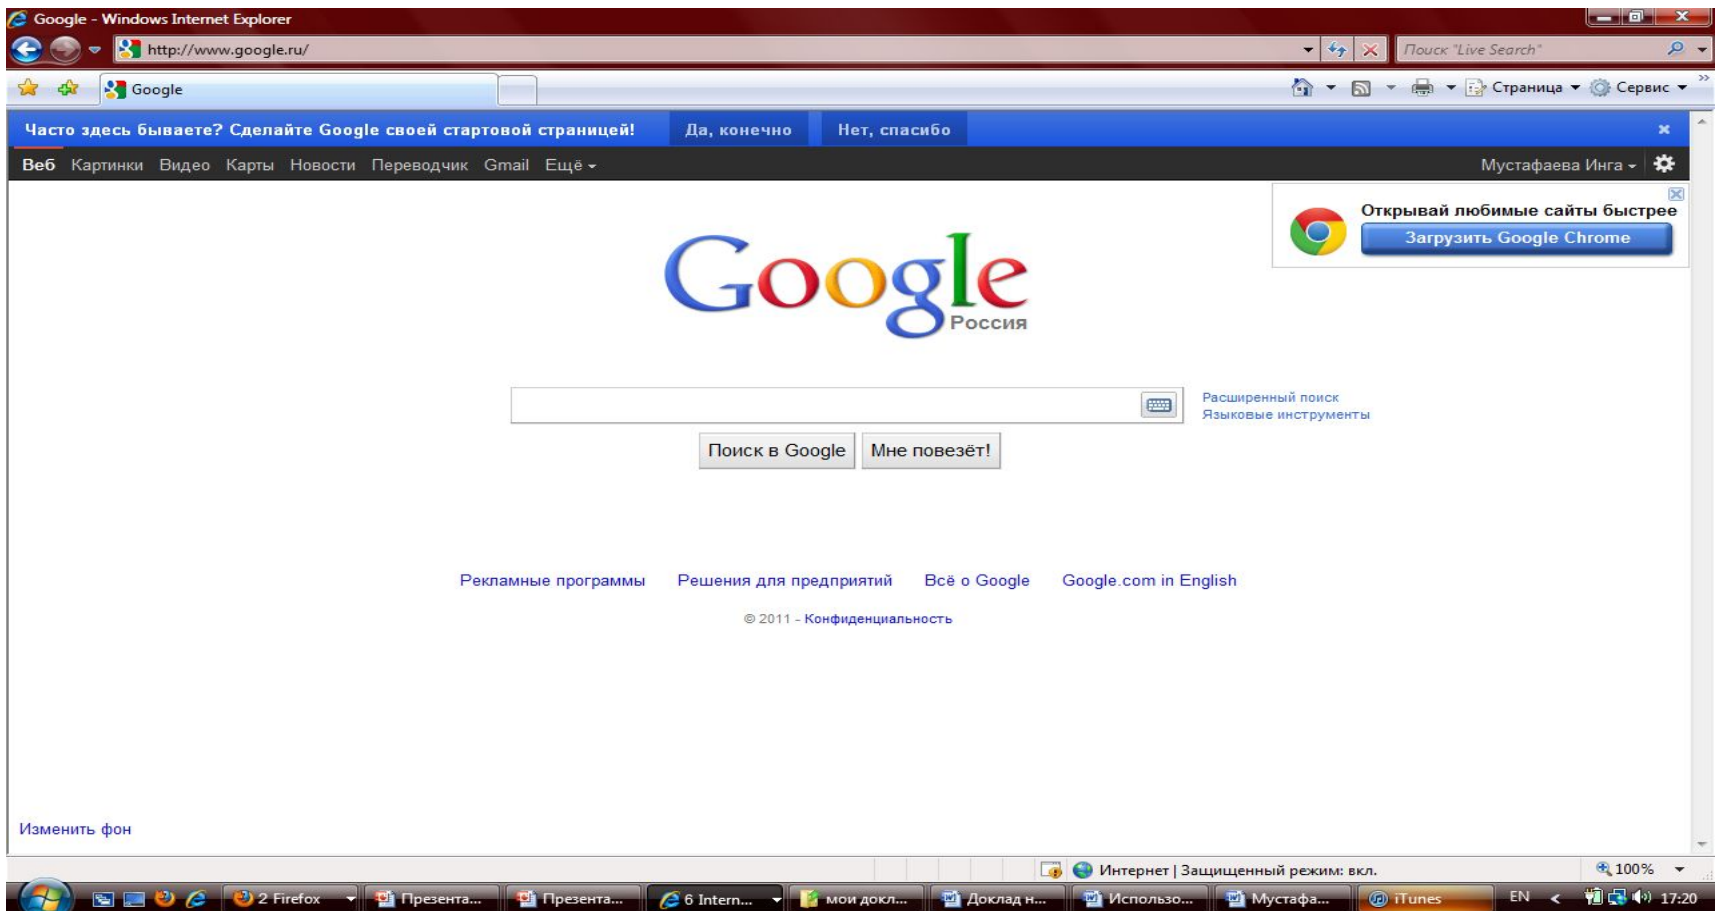 Google - Windows Internet Explorer
http://www.google.ru/
Поиск "Live Search"
Google
Страница
Сервис
Часто здесь бываете? Сделайте Google своей стартовой страницей! Да, конечно Нет, спасибо
Веб Картинки Видео Карты Новости Переводчик Gmail Ещё
Мустафаева Инга
Открывай любимые сайты быстрее
Загрузить Google Chrome
Google
Россия
Расширенный поиск
Языковые инструменты
Поиск в Google Мне повезёт!
Рекламные программы Решения для предприятий Всё о Google Google.com in English
© 2011 - Конфиденциальность
Изменить фон
Интернет | Защищенный режим: вкл. 100%
2 Firefox Презента... Презента... 6 Intern... мои докл... Доклад н... Использо... Мустафа... iTunes EN < 17:20